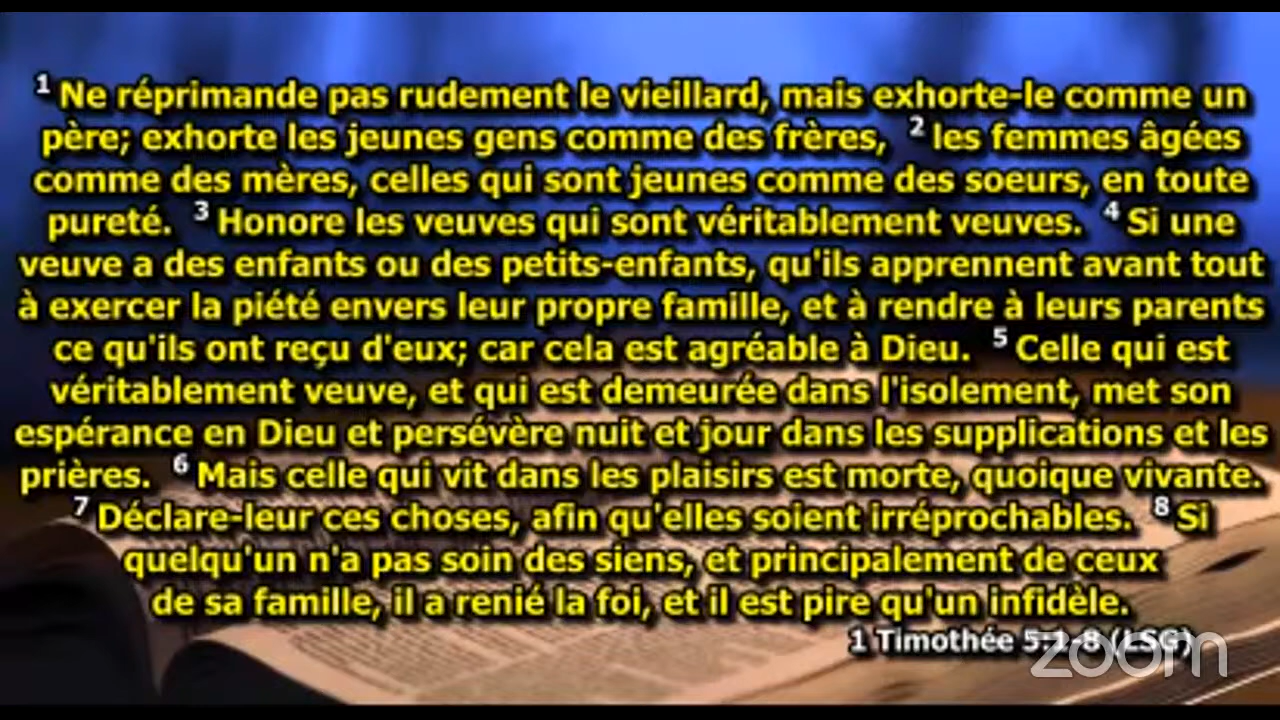 1 Ne réprimande pas rudement le vieillard, mais exhorte-le comme un
père; exhorte les jeunes gens comme des frères, 2 les femmes âgées
comme des mères, celles qui sont jeunes comme des soeurs, en toute
pureté. 3 Honore les veuves qui sont véritablement veuves. 4 Si une
veuve a des enfants ou des petits-enfants, qu'ils apprennent avant tout
à exercer la piété envers leur propre famille, et à rendre à leurs parents
ce qu'ils ont reçu d'eux; car cela est agréable à Dieu. 5 Celle qui est
véritablement veuve, et qui est demeurée dans l'isolement, met son
espérance en Dieu et persévère nuit et jour dans les supplications et les
prières. 6 Mais celle qui vit dans les plaisirs est morte, quoique vivante.
7 Déclare-leur ces choses, afin qu'elles soient irréprochables. 8 Si
quelqu'un n'a pas soin des siens, et principalement de ceux
de sa famille, il a renié la foi, et il est pire qu'un infidèle.
1 Timothée 5:1-8 (LSG)
zoom